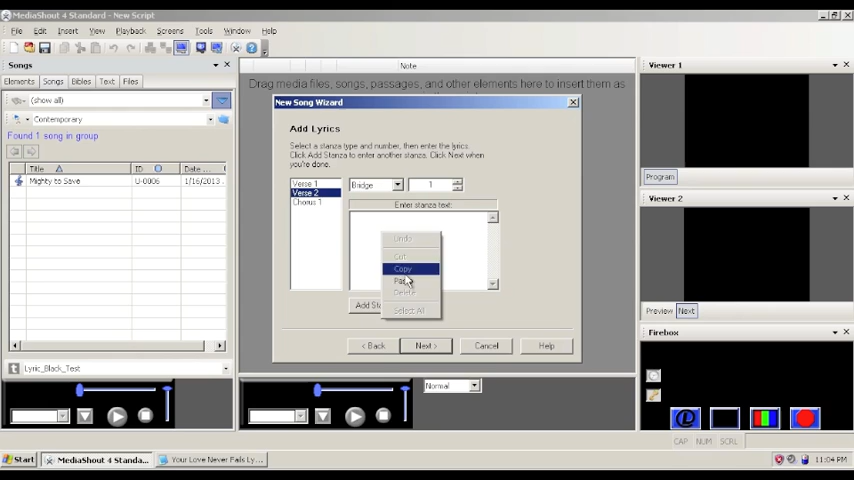 MediaShout 4 Standard - New Script
File Edit Insert View Playback Screens Tools Window Help
Songs
Elements Songs Bibles Text Files
(show all)
Contemporary
Found 1 song in group
Title ID Date ...
Mighty to Save U-0006 1/16/2013
Lyric_Black_Test
Note
Drag media files, songs, passages, and other elements here to insert them as
New Song Wizard
Add Lyrics
Select a stanza type and number, then enter the lyrics.
Click Add Stanza to enter another stanza. Click Next when
you're done.
Verse 1
Verse 2
Chorus 1
Bridge 1
Enter stanza text:
Undo
Cut
Copy
Paste
Delete
Select All
Add Sta
< Back Next > Cancel Help
Normal
Viewer 1
Program
Viewer 2
Preview Next
Firebox
CAP NUM SCRL
Start MediaShout 4 Standa... Your Love Never Fails Ly... 11:04 PM